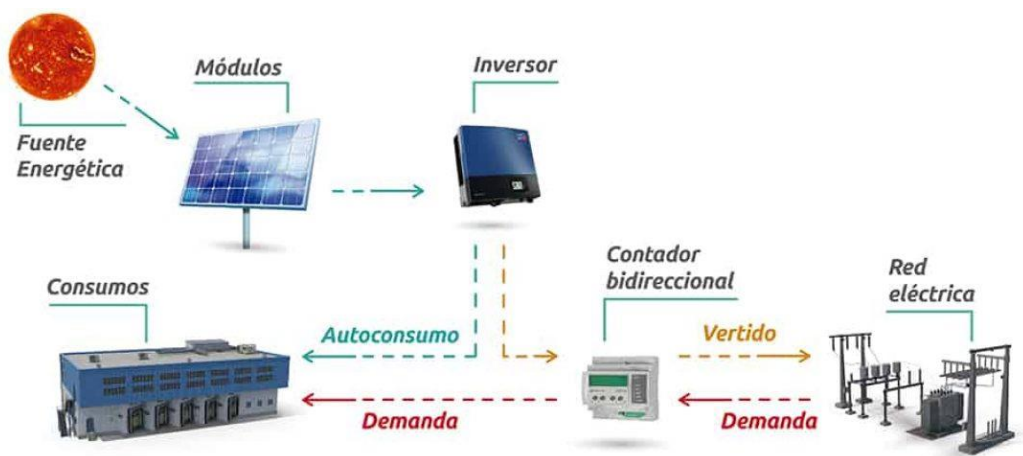 Módulos
Inversor
Fuente
Energética
Contador
bidireccional
Red
eléctrica
Consumos
Autoconsumo
Vertido
Demanda
Demanda